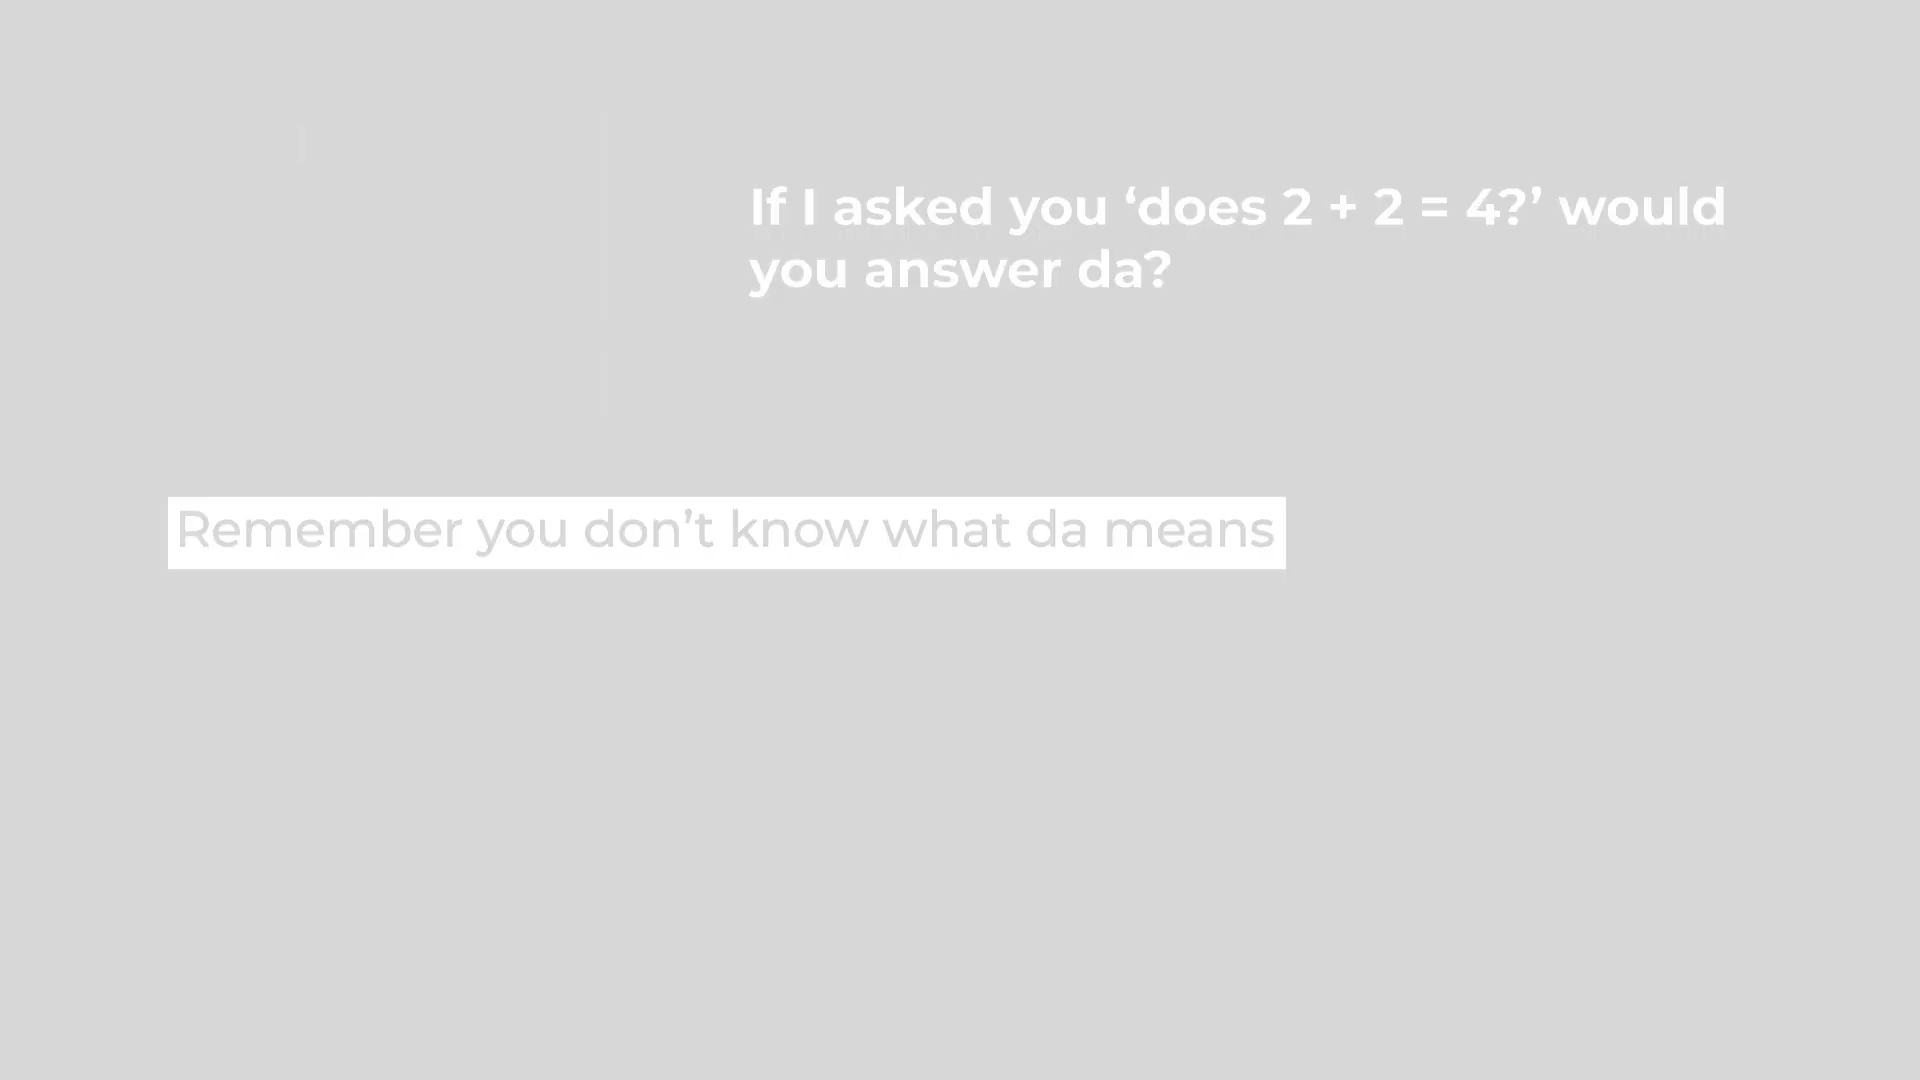 If I asked you ‘does 2 + 2 = 4?’ would
you answer da?
Remember you don’t know what da means